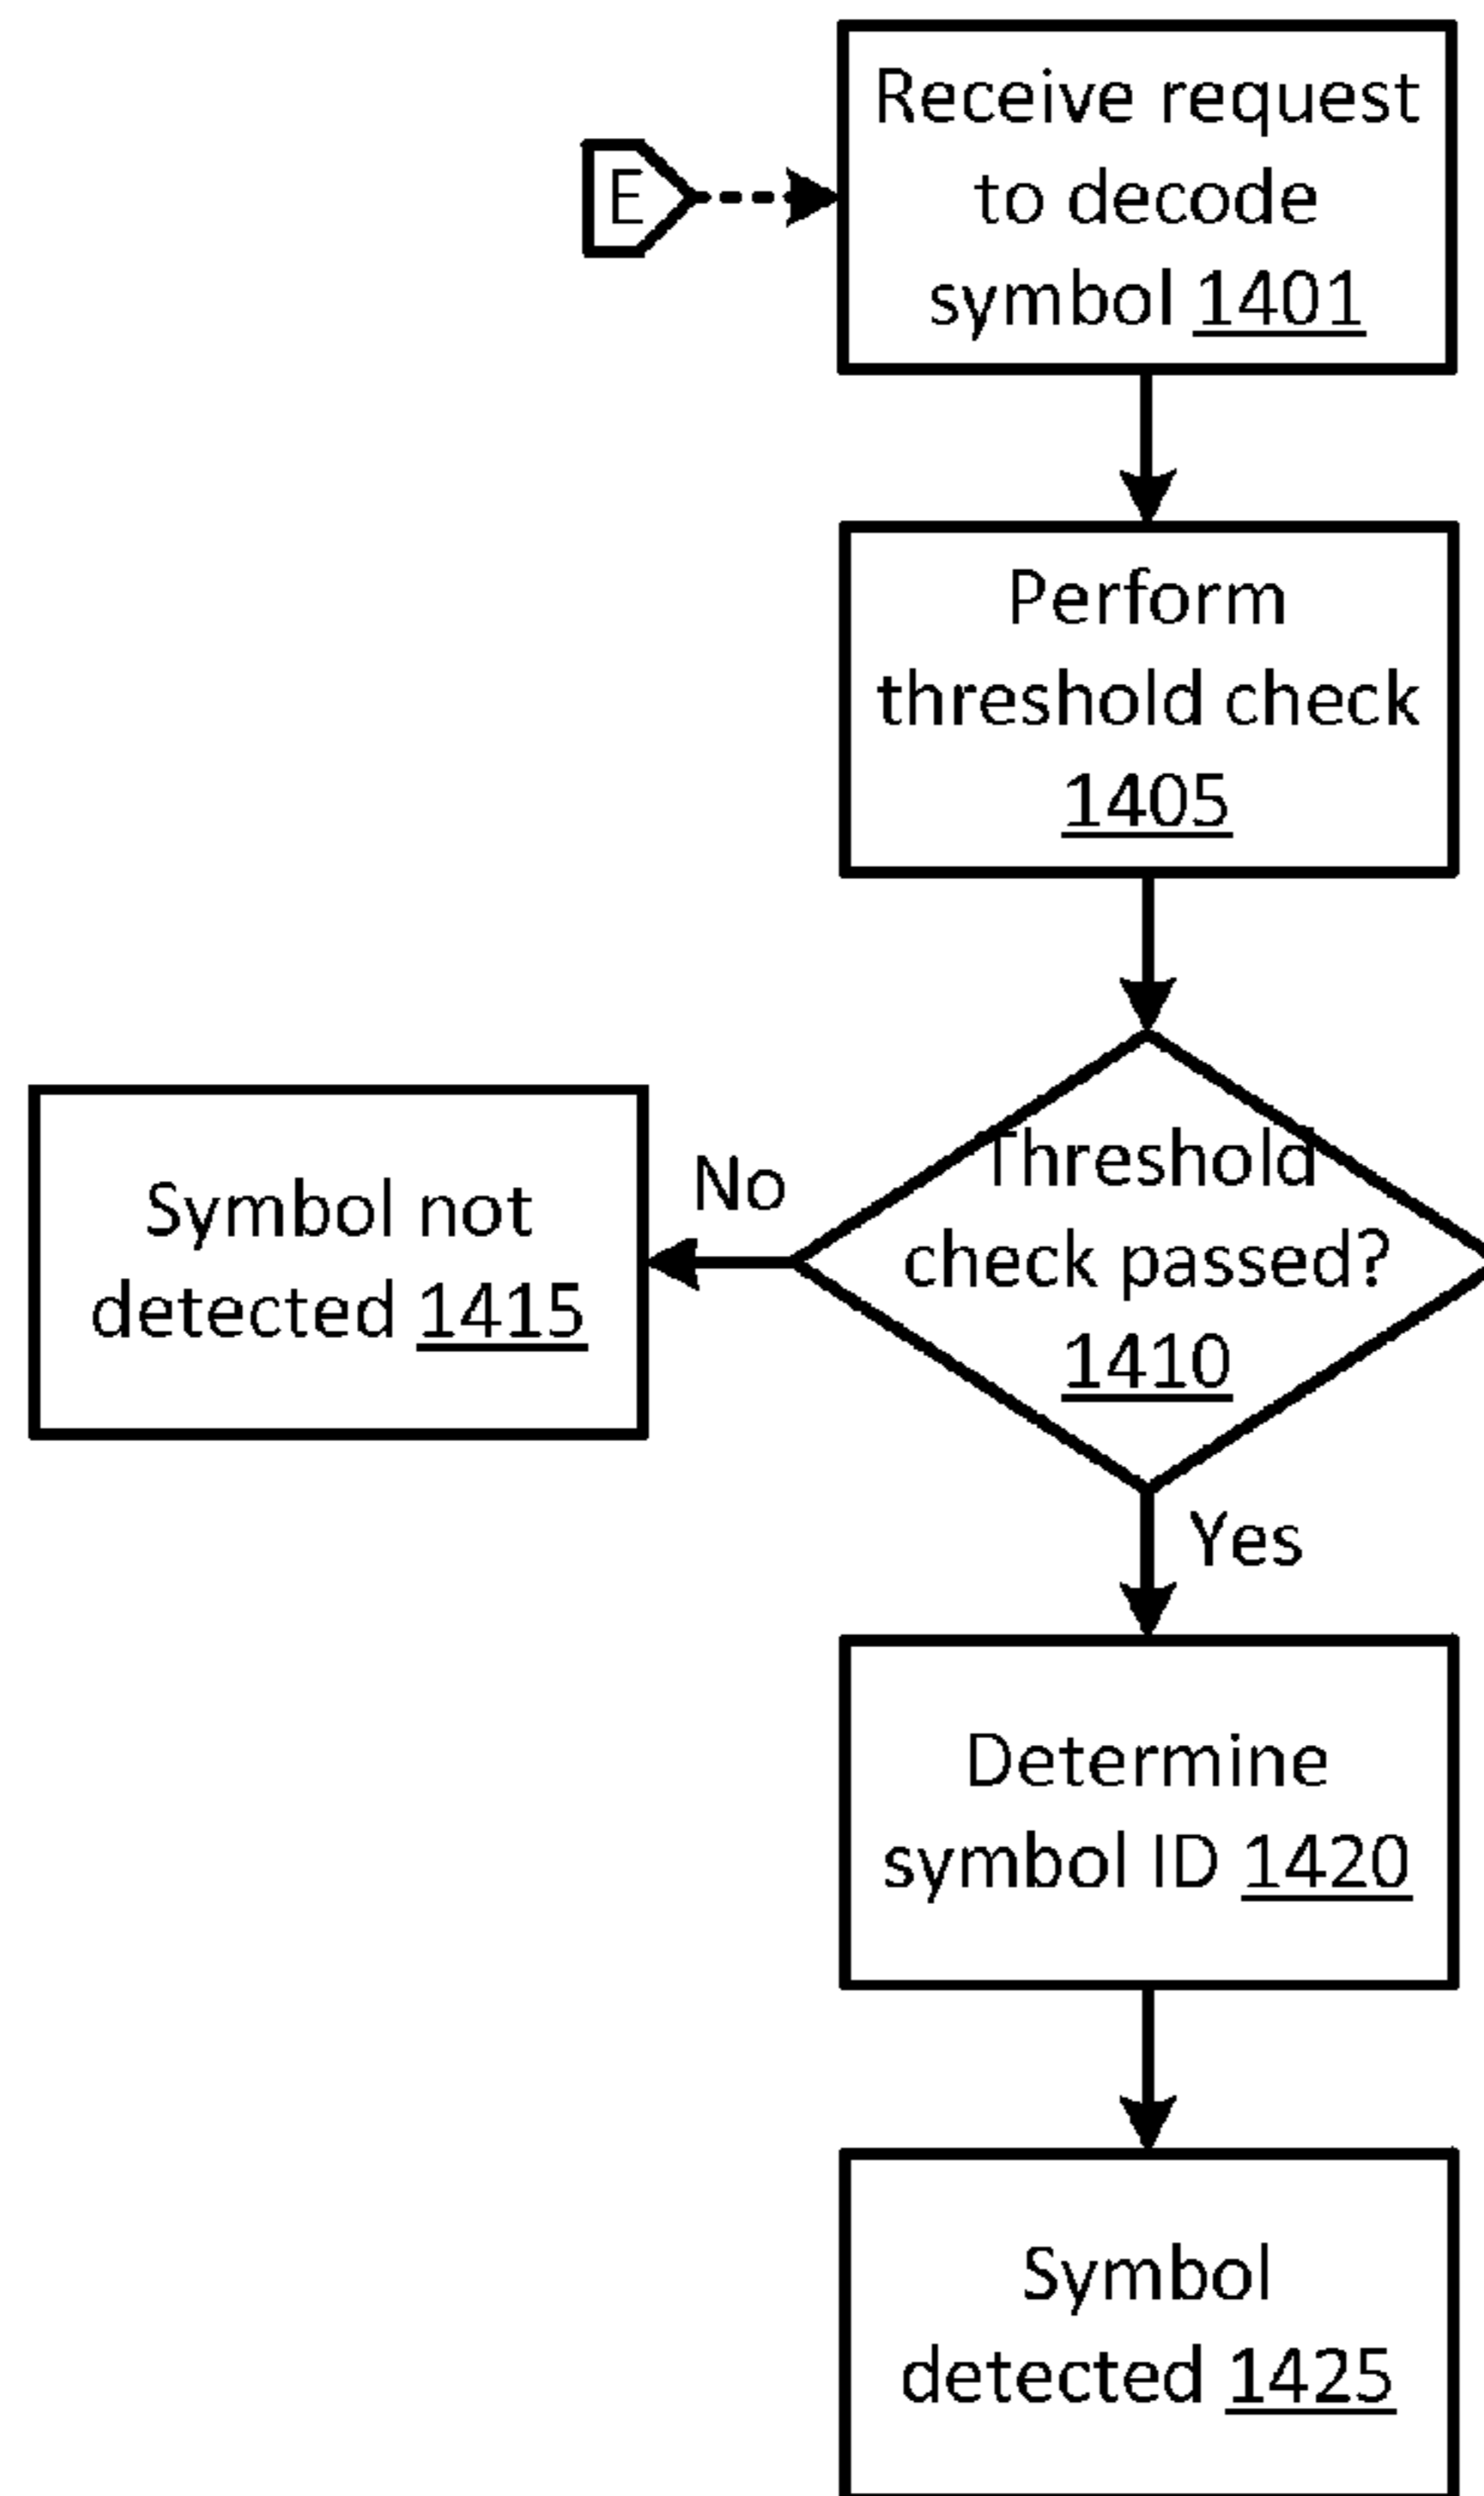 Receive request
to decode
symbol 1401
E
Perform
threshold check
1405
Threshold
check passed?
1410
No
Symbol not
detected 1415
Yes
Determine
symbol ID 1420
Symbol
detected 1425